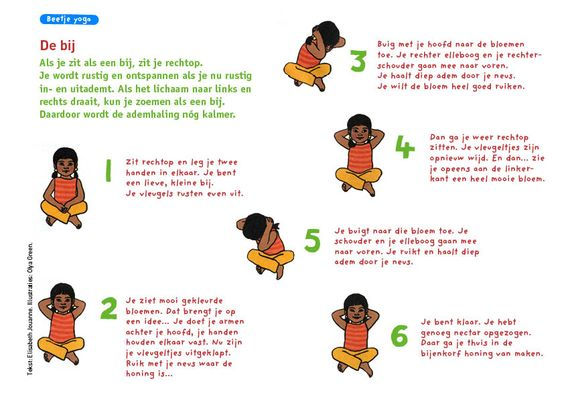 Beetje yoga
De bij
Als je zit als een bij, zit je rechtop.
Je wordt rustig en ontspannen als je nu rustig
in- en uitademt. Als het lichaam naar links en
rechts draait, kun je zoemen als een bij.
Daardoor wordt de ademhaling nóg kalmer.
1
Zit rechtop en leg je twee
handen in elkaar. Je bent
een lieve, kleine bij.
Je vleugels rusten even uit.
2
Je ziet mooi gekleurde
bloemen. Dat brengt je op
een idee... Je doet je armen
achter je hoofd, je handen
houden elkaar vast. Nu zijn
je vleugeltjes uitgeklapt.
Ruik met je neus waar de
honing is...
3
Buig met je hoofd naar de bloemen
toe. Je rechter elleboog en je rechter-
schouder gaan mee naar voren.
Je haalt diep adem door je neus.
Je wilt de bloem heel goed ruiken.
4
Dan ga je weer rechtop
zitten. Je vleugeltjes zijn
opnieuw wijd. En dan... zie
je opeens aan de linker-
kant een heel mooie bloem.
5
Je buigt naar die bloem toe. Je
schouder en je elleboog gaan mee
naar voren. Je ruikt en haalt diep
adem door je neus.
6
Je bent klaar. Je hebt
genoeg nectar opgezogen.
Daar ga je thuis in de
bijenkorf honing van maken.
Tekst: Elisabeth Jouanne. Illustraties: Olga Green.